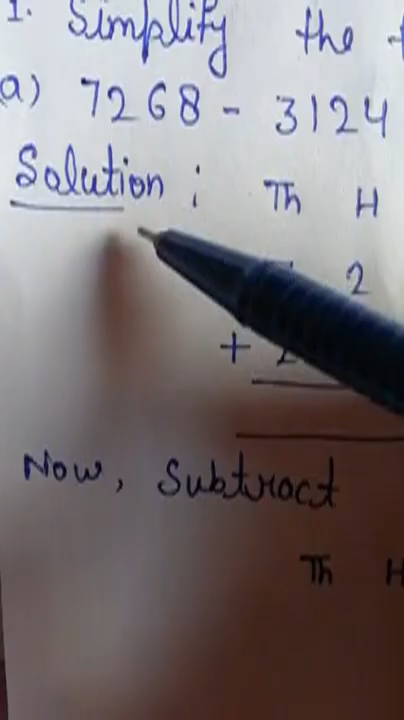 1. Simplify the
(a) 7268 - 3124
Solution : Th H
2
+
Now, Subtract
Th H